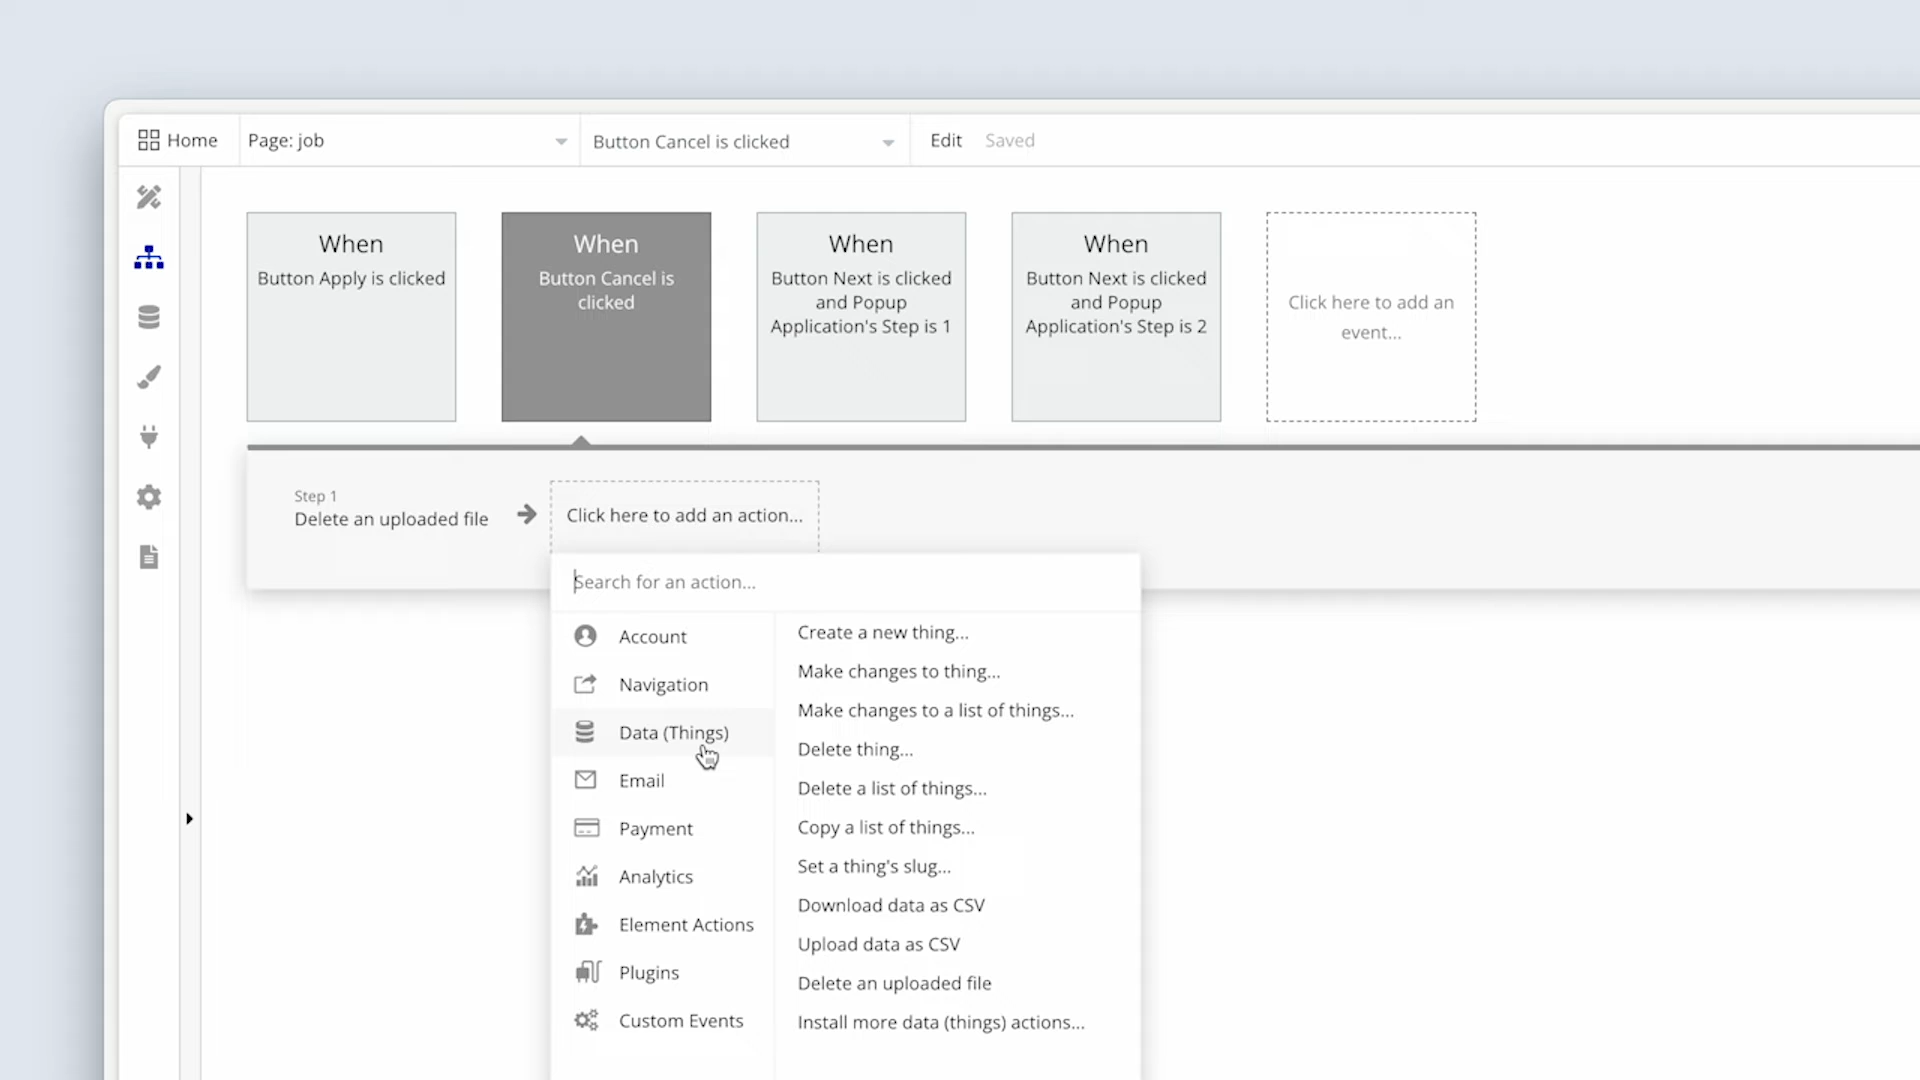 Home
Page: job
Button Cancel is clicked
Edit
Saved
When
Button Apply is clicked
When
Button Cancel is
clicked
When
Button Next is clicked
and Popup
Application's Step is 1
When
Button Next is clicked
and Popup
Application's Step is 2
Click here to add an
event...
Step 1
Delete an uploaded file
Click here to add an action...
Search for an action...
Account
Navigation
Data (Things)
Email
Payment
Analytics
Element Actions
Plugins
Custom Events
Create a new thing...
Make changes to thing...
Make changes to a list of things...
Delete thing...
Delete a list of things...
Copy a list of things...
Set a thing's slug...
Download data as CSV
Upload data as CSV
Delete an uploaded file
Install more data (things) actions...